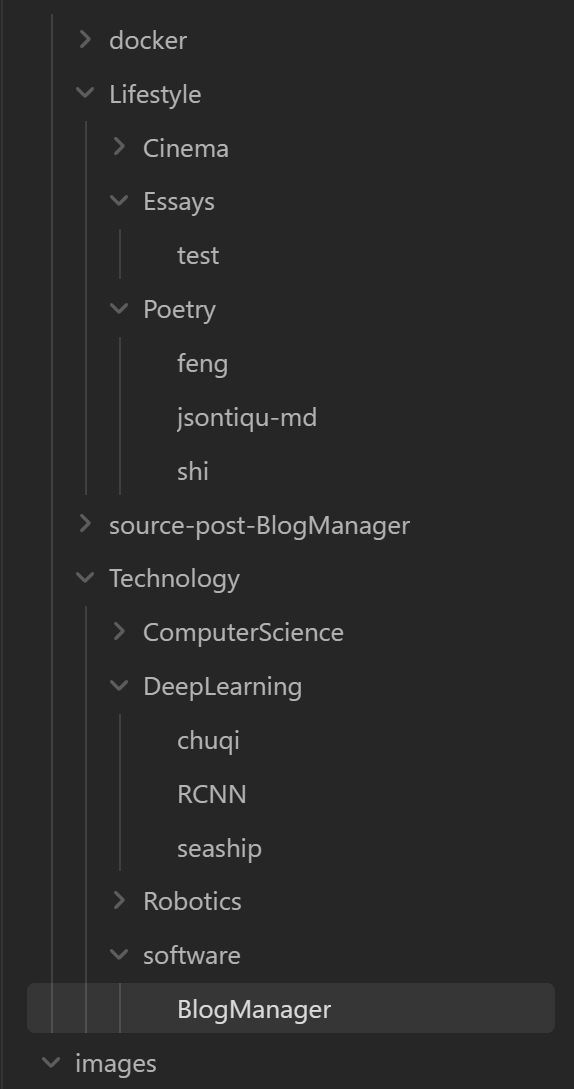 docker
Lifestyle
Cinema
Essays
test
Poetry
feng
jsontiqu-md
shi
source-post-BlogManager
Technology
ComputerScience
DeepLearning
chuqi
RCNN
seaship
Robotics
software
BlogManager
images